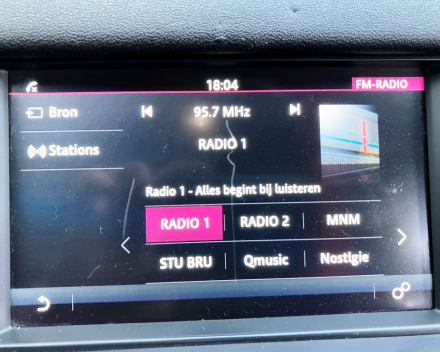 18:04 FM-RADIO
Bron 95.7 MHz
Stations RADIO 1
Radio 1 - Alles begint bij luisteren
RADIO 1 RADIO 2 MNM
STU BRU Qmusic Nostlgie